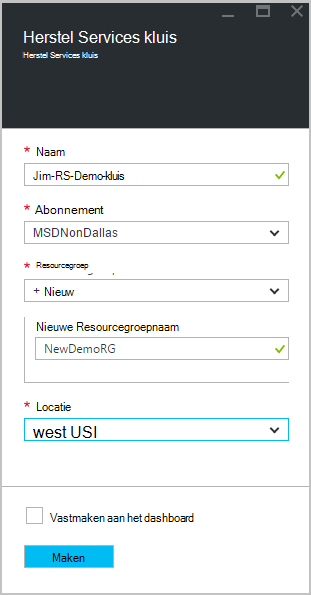 Herstel Services kluis
Herstel Services kluis
* Naam
Jim-RS-Demo-kluis
* Abonnement
MSDNonDallas
* Resourcegroep
+ Nieuw
Nieuwe Resourcegroepnaam
NewDemoRG
* Locatie
west USI
Vastmaken aan het dashboard
Maken